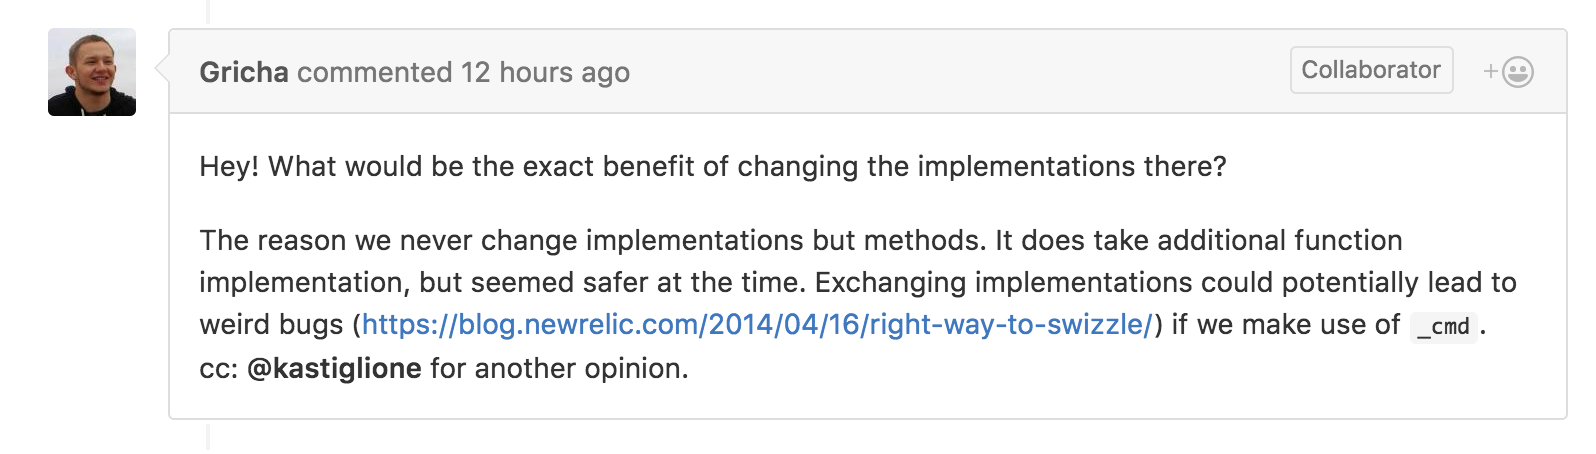 Gricha commented 12 hours ago Collaborator +
Hey! What would be the exact benefit of changing the implementations there?
The reason we never change implementations but methods. It does take additional function
implementation, but seemed safer at the time. Exchanging implementations could potentially lead to
weird bugs (https://blog.newrelic.com/2014/04/16/right-way-to-swizzle/) if we make use of _cmd .
cc: @kastiglione for another opinion.